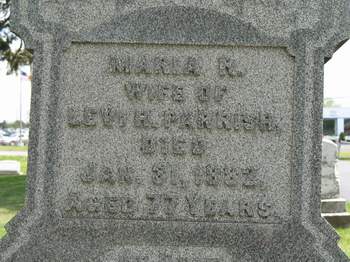 MARIA R.
WIFE OF
LEVI H. PARRISH.
DIED
JAN. 31, 1882.
AGED 77 YEARS.